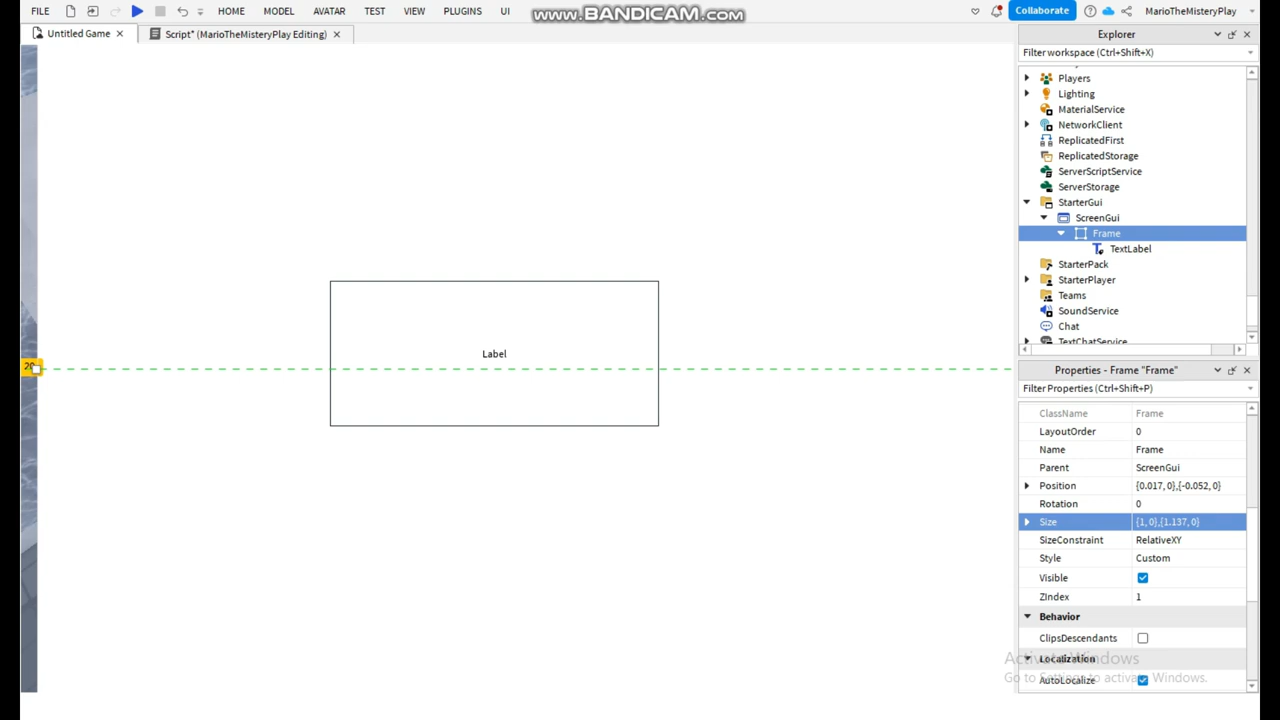 FILE HOME MODEL AVATAR TEST VIEW PLUGINS UI www.BANDICAM.com Collaborate MarioTheMisteryPlay
Untitled Game Script* (MarioTheMisteryPlay Editing) Explorer
Filter workspace (Ctrl+Shift+X)
Players
Lighting
MaterialService
NetworkClient
ReplicatedFirst
ReplicatedStorage
ServerScriptService
ServerStorage
StarterGui
ScreenGui
Frame
TextLabel
StarterPack
StarterPlayer
Teams
SoundService
Chat
TextChatService
Label
Properties - Frame "Frame"
Filter Properties (Ctrl+Shift+P)
ClassName Frame
LayoutOrder 0
Name Frame
Parent ScreenGui
Position {0.017, 0},{-0.052, 0}
Rotation 0
Size {1, 0},{1.137, 0}
SizeConstraint RelativeXY
Style Custom
Visible
ZIndex 1
Behavior
ClipsDescendants
Localization
AutoLocalize
Activate Windows
Go to Settings to activate Windows.